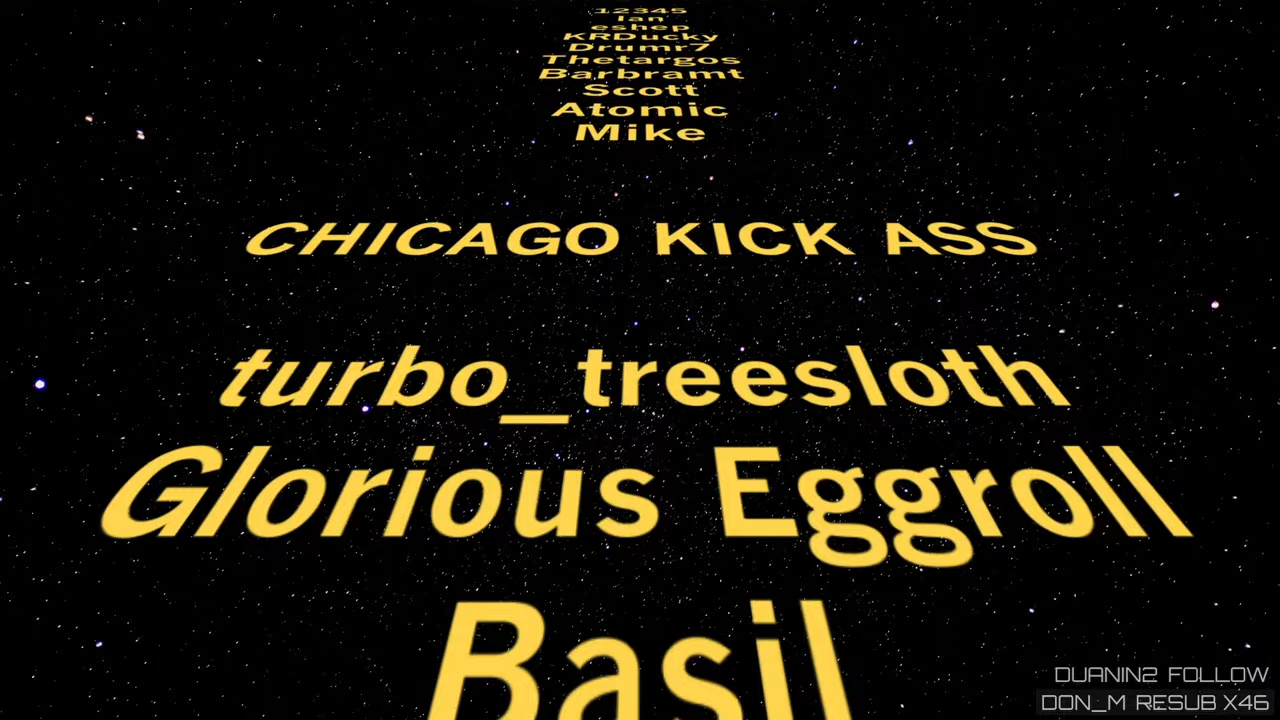 12345
Ian
eshep
KRDucky
Drumr7
Thetargos
Barbramt
Scott
Atomic
Mike
CHICAGO KICK ASS
turbo_treesloth
Glorious Eggroll
Basil
DURNIN2 FOLLOW
DON_M RESUB X46